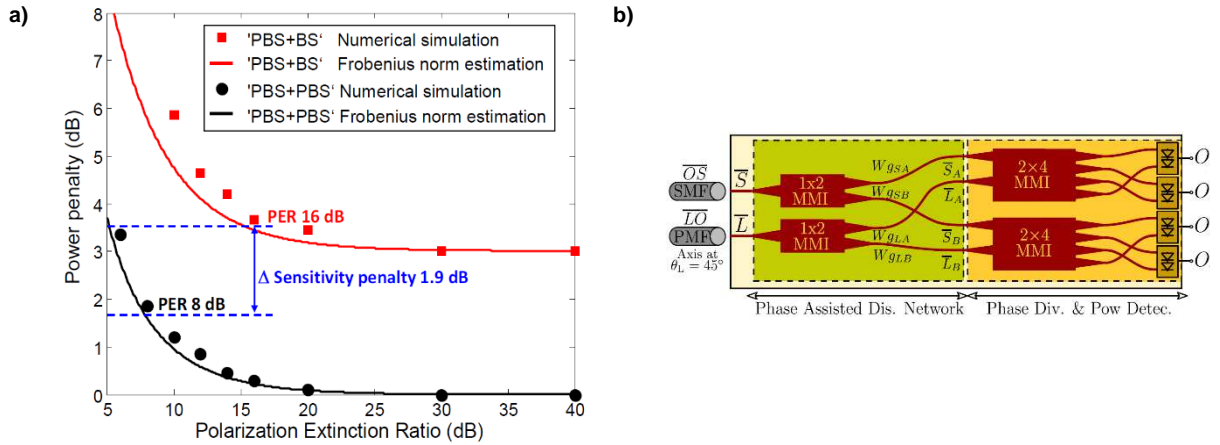 a)
8
7
6
5
4
3
2
1
0
Power penalty (dB)
'PBS+BS' Numerical simulation
'PBS+BS' Frobenius norm estimation
'PBS+PBS' Numerical simulation
'PBS+PBS' Frobenius norm estimation
PER 16 dB
Δ Sensitivity penalty 1.9 dB
PER 8 dB
5 10 15 20 25 30 35 40
Polarization Extinction Ratio (dB)
b)
OS
SMF
LO
PMF
Axis at
θL = 45°
S
L
1x2
MMI
1x2
MMI
WgSA
WgSB
WgLA
WgLB
SA
LA
SB
LB
2×4
MMI
2×4
MMI
O
O
O
O
Phase Assisted Dis. Network
Phase Div. & Pow Detec.